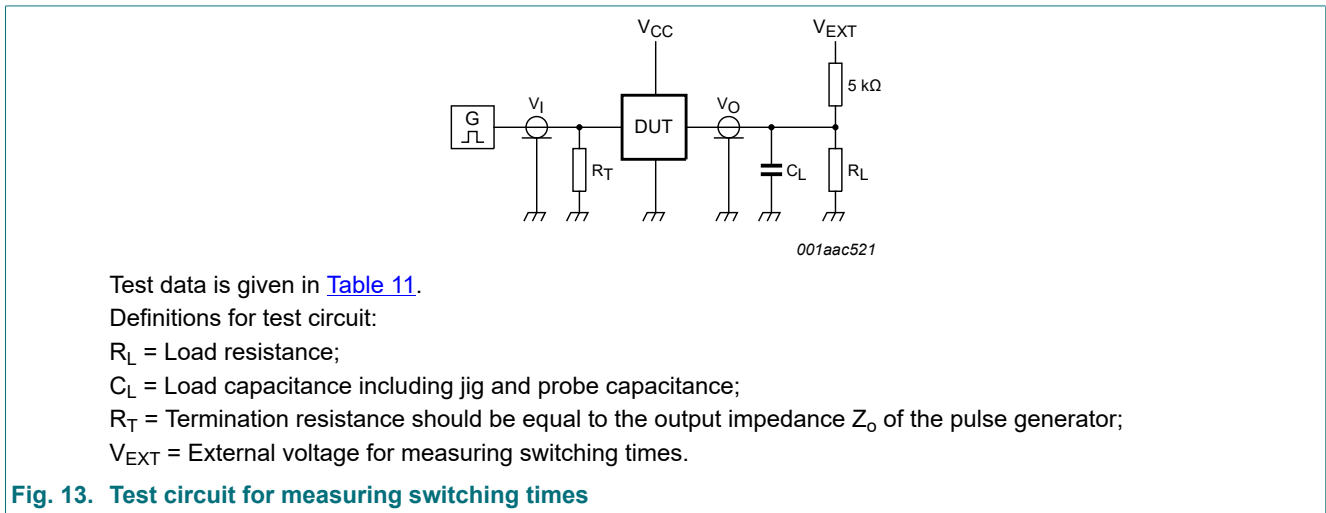 VCC
VEXT
5 kΩ
G
VI
DUT
VO
RT
CL
RL
001aac521
Test data is given in Table 11.
Definitions for test circuit:
RL = Load resistance;
CL = Load capacitance including jig and probe capacitance;
RT = Termination resistance should be equal to the output impedance Zo of the pulse generator;
VEXT = External voltage for measuring switching times.
Fig. 13. Test circuit for measuring switching times